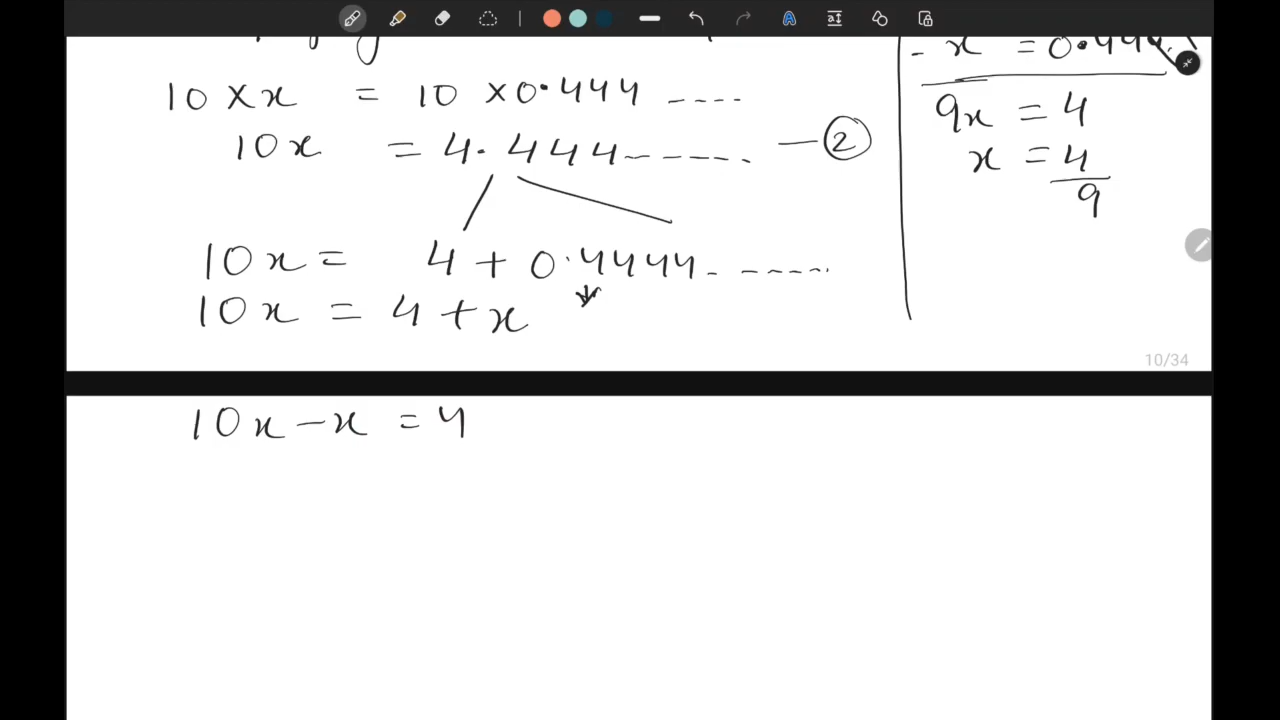 10 × x = 10 × 0.444 ----
10x = 4.444------ —②
10x = 4 + 0.4444. ------
10x = 4 + x
- x = 0.444
9x = 4
x = 4
9
10/34
10x - x = 4